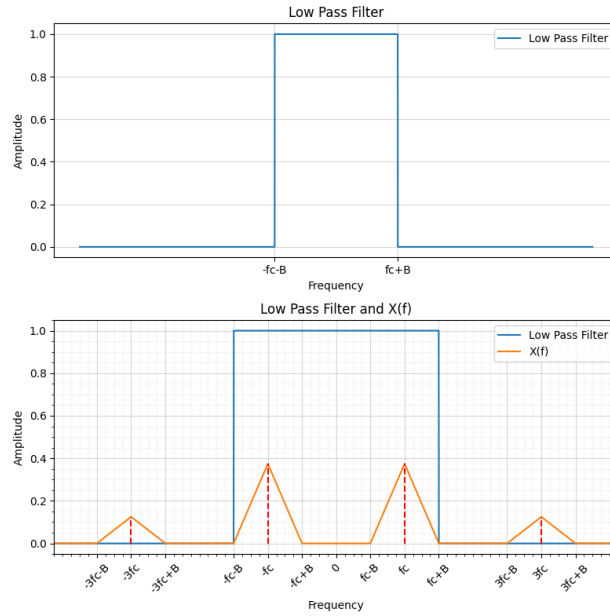 Low Pass Filter
Low Pass Filter
1.0
0.8
0.6
0.4
0.2
0.0
Amplitude
-fc-B
fc+B
Frequency
Low Pass Filter and X(f)
Low Pass Filter
X(f)
1.0
0.8
0.6
0.4
0.2
0.0
Amplitude
-3fc-B
-3fc
-3fc+B
-fc-B
-fc
-fc+B
0
fc-B
fc
fc+B
3fc-B
3fc
3fc+B
Frequency